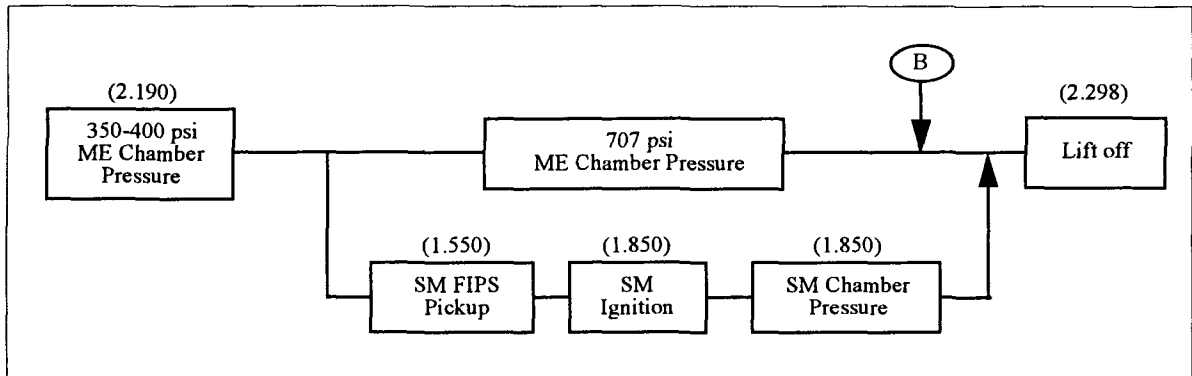 B
(2.190)
(2.298)
350-400 psi
ME Chamber
Pressure
707 psi
ME Chamber Pressure
Lift off
(1.550)
(1.850)
(1.850)
SM FIPS
Pickup
SM
Ignition
SM Chamber
Pressure